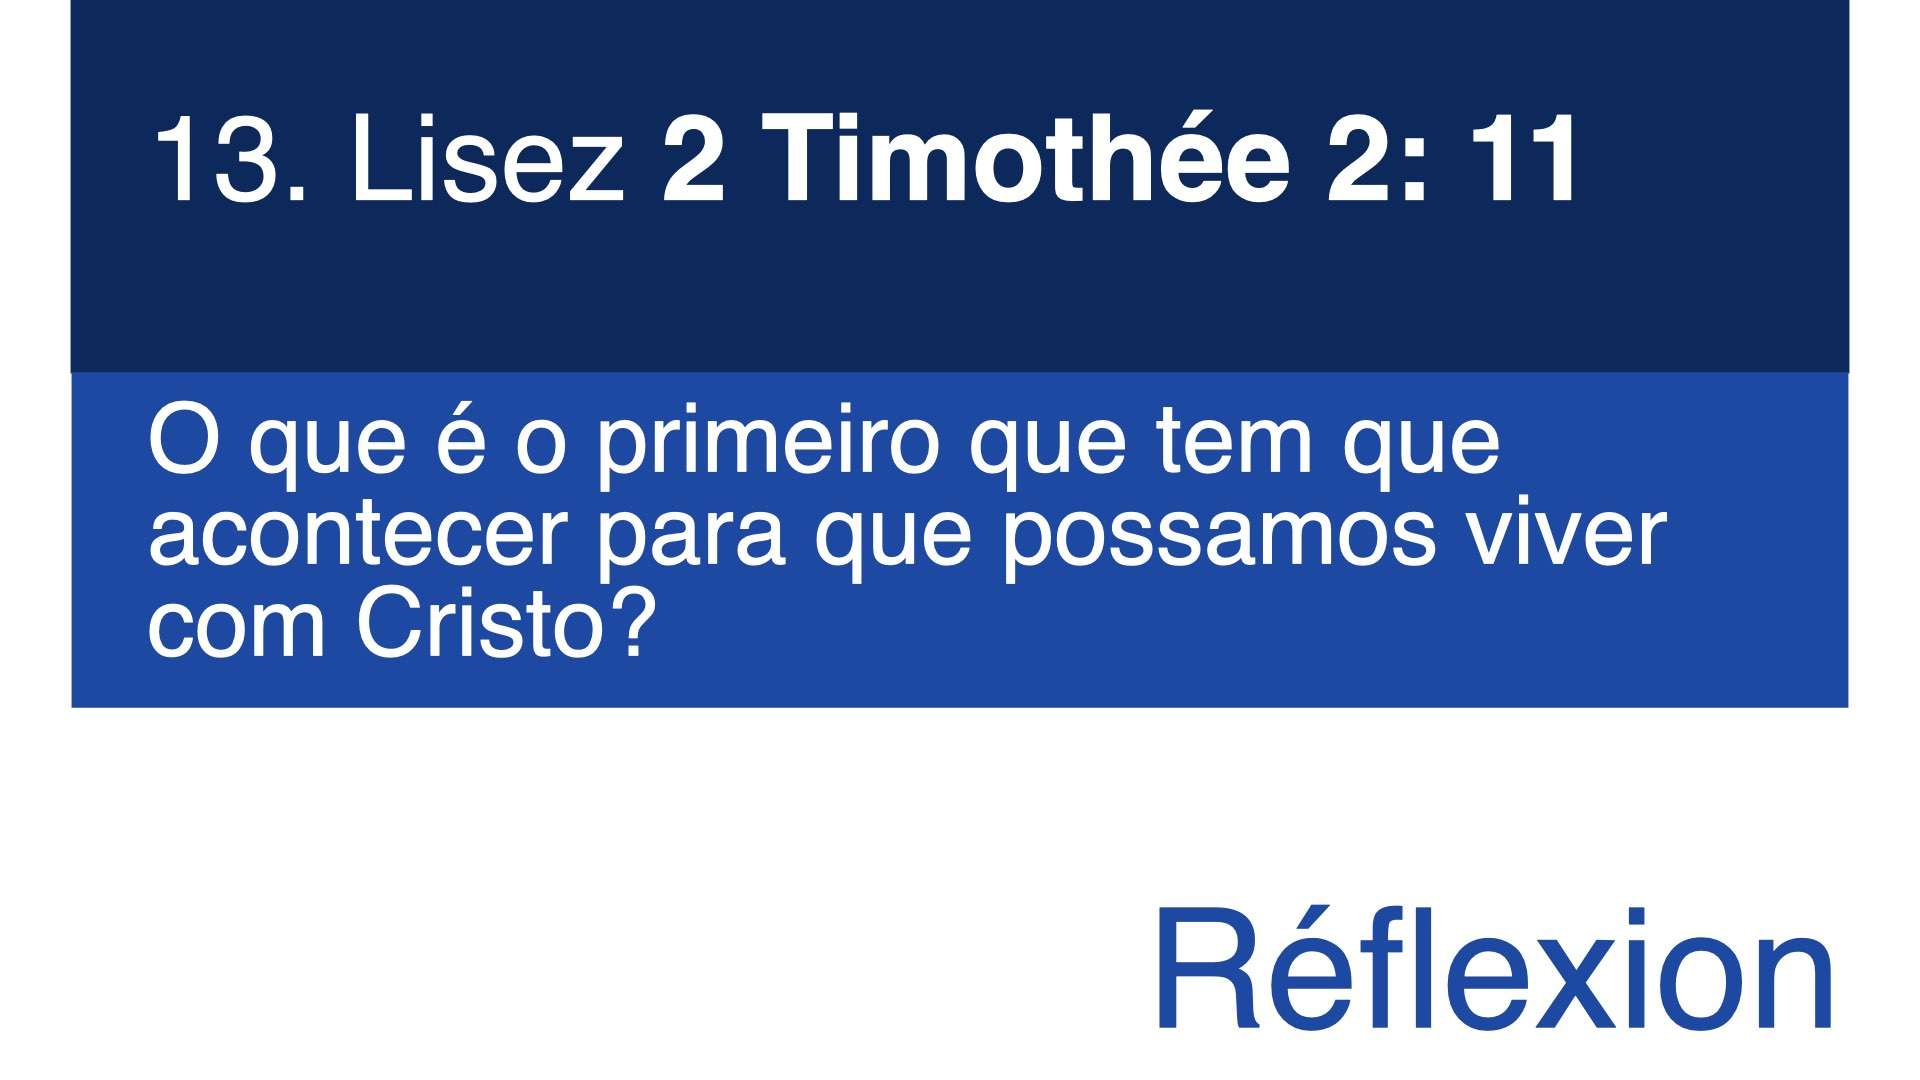 13. Lisez 2 Timothée 2: 11
O que é o primeiro que tem que
acontecer para que possamos viver
com Cristo?
Réflexion